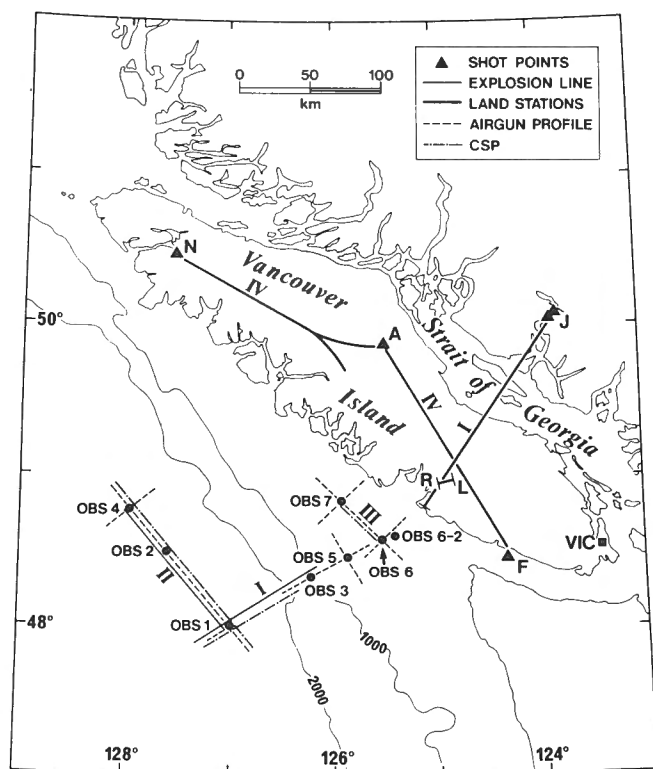 SHOT POINTS
EXPLOSION LINE
LAND STATIONS
AIRGUN PROFILE
CSP
0 50 100
km
N
Vancouver
IV
A
50°
Strait of
J
IV
I
Island
Georgia
R
L
OBS 4
OBS 7
III
OBS 6-2
OBS 2
OBS 5
OBS 6
VIC
F
II
I
OBS 3
OBS 1
48°
1000
2000
128°
126°
124°